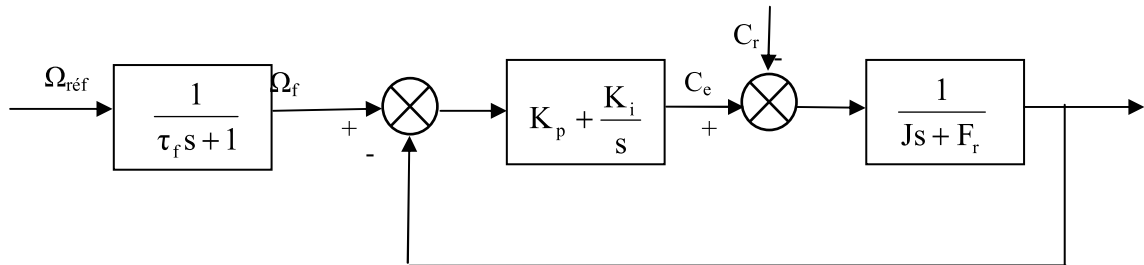 C_r
-
Ω_réf
1
τ_f s + 1
Ω_f
+
-
K_p + K_i
s
C_e
+
1
Js + F_r